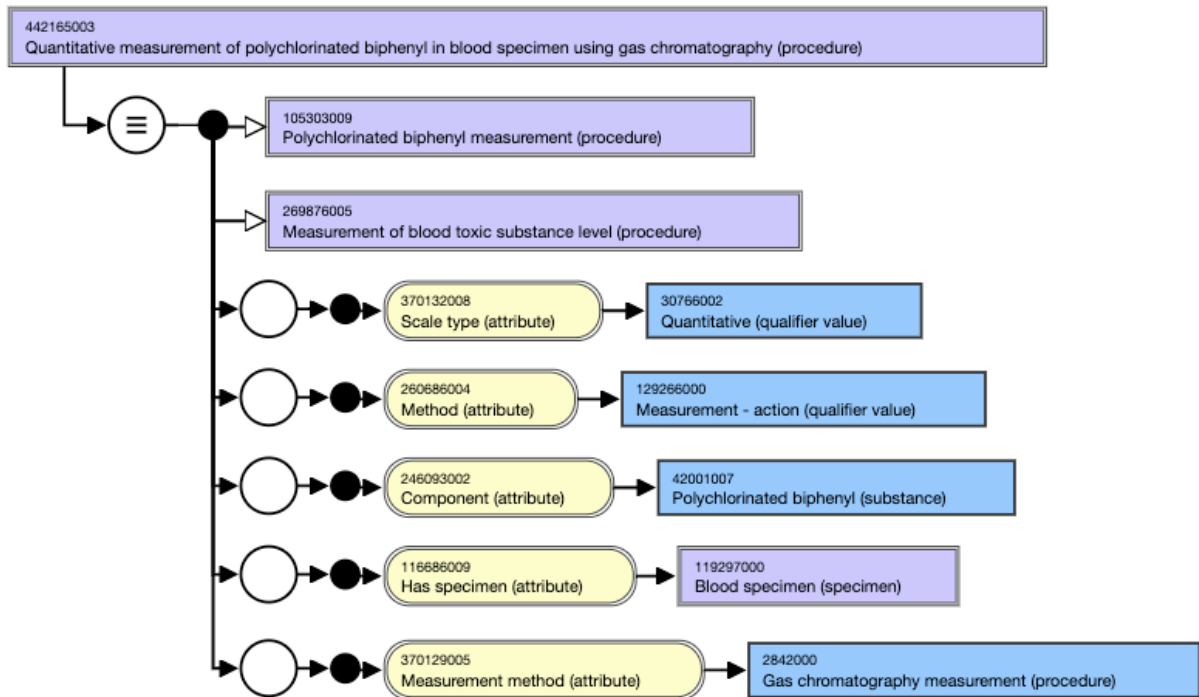 442165003
Quantitative measurement of polychlorinated biphenyl in blood specimen using gas chromatography (procedure)
105303009
Polychlorinated biphenyl measurement (procedure)
269876005
Measurement of blood toxic substance level (procedure)
370132008
Scale type (attribute)
30766002
Quantitative (qualifier value)
260686004
Method (attribute)
129266000
Measurement - action (qualifier value)
246093002
Component (attribute)
42001007
Polychlorinated biphenyl (substance)
116686009
Has specimen (attribute)
119297000
Blood specimen (specimen)
370129005
Measurement method (attribute)
2842000
Gas chromatography measurement (procedure)